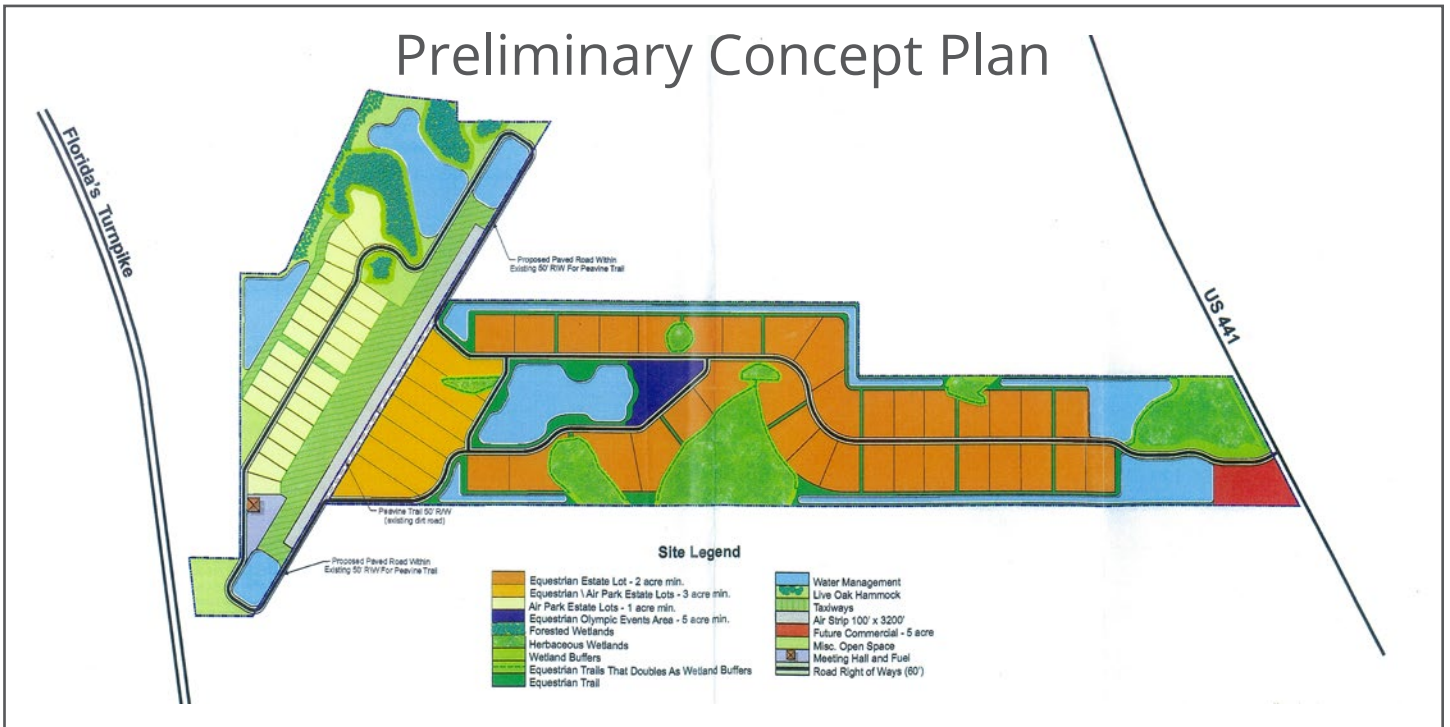 Preliminary Concept Plan
Florida's Turnpike
US 441
Proposed Paved Road Within
Existing 50' R/W For Peavine Trail
Peavine Trail 50' R/W
(existing dirt road)
Proposed Paved Road Within
Existing 50' R/W For Peavine Trail
Site Legend
Equestrian Estate Lot - 2 acre min.
Equestrian \ Air Park Estate Lots - 3 acre min.
Air Park Estate Lots - 1 acre min.
Equestrian Olympic Events Area - 5 acre min.
Forested Wetlands
Herbaceous Wetlands
Wetland Buffers
Equestrian Trails That Doubles As Wetland Buffers
Equestrian Trail
Water Management
Live Oak Hammock
Taxiways
Air Strip 100' x 3200'
Future Commercial - 5 acre
Misc. Open Space
Meeting Hall and Fuel
Road Right of Ways (60')